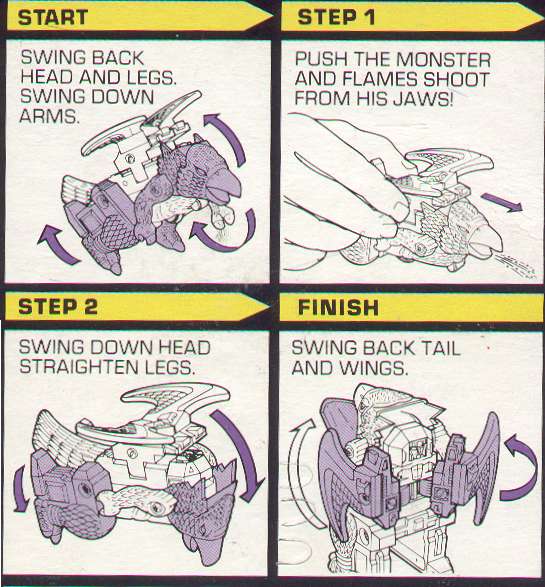 START
SWING BACK
HEAD AND LEGS.
SWING DOWN
ARMS.
STEP 1
PUSH THE MONSTER
AND FLAMES SHOOT
FROM HIS JAWS!
STEP 2
SWING DOWN HEAD
STRAIGHTEN LEGS.
FINISH
SWING BACK TAIL
AND WINGS.